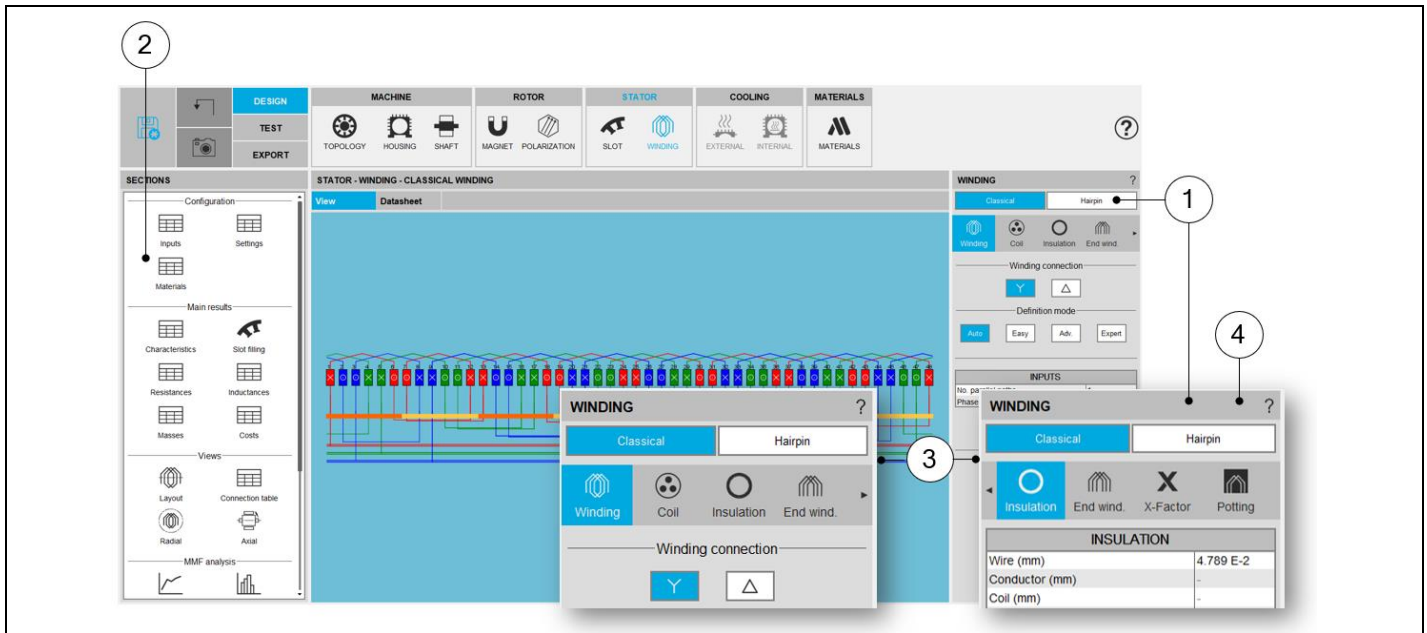 2
DESIGN
TEST
EXPORT
MACHINE
TOPOLOGY HOUSING SHAFT
ROTOR
MAGNET POLARIZATION
STATOR
SLOT WINDING
COOLING
EXTERNAL INTERNAL
MATERIALS
MATERIALS
?
SECTIONS
Configuration
Inputs Settings
Materials
Main results
Characteristics Slot filling
Resistances Inductances
Masses Costs
Views
Layout Connection table
Radial Axial
MMF analysis
STATOR - WINDING - CLASSICAL WINDING
View Datasheet
WINDING ?
Classical Hairpin
Winding Coil Insulation End wind.
Winding connection
Definition mode
Auto Easy Adv. Expert
INPUTS
1
4
WINDING ?
Classical Hairpin
Winding Coil Insulation End wind.
Winding connection
3
WINDING ?
Classical Hairpin
Insulation End wind. X-Factor Potting
INSULATION
Wire (mm) 4.789 E-2
Conductor (mm) -
Coil (mm) -